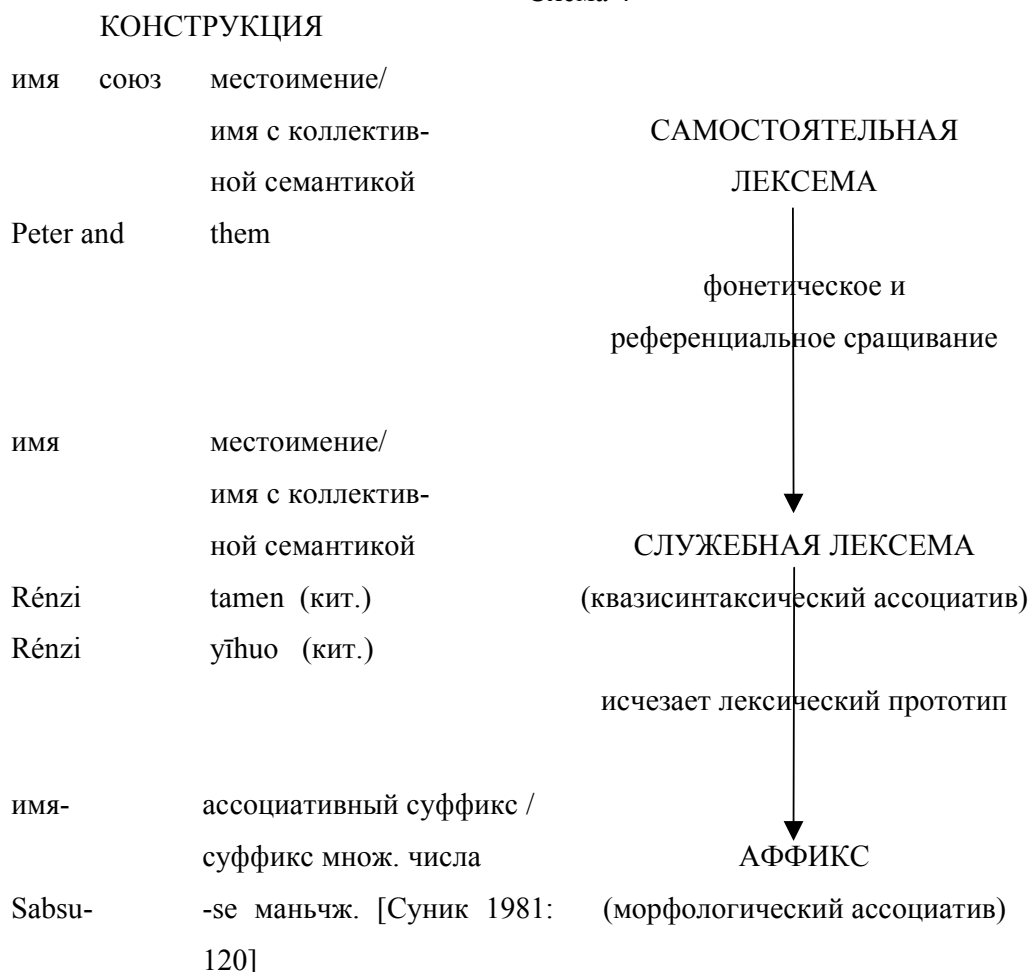 КОНСТРУКЦИЯ
имя союз местоимение/
имя с коллектив- САМОСТОЯТЕЛЬНАЯ
ной семантикой ЛЕКСЕМА
Peter and them
фонетическое и
референциальное сращивание
имя местоимение/
имя с коллектив-
ной семантикой СЛУЖЕБНАЯ ЛЕКСЕМА
Rénzi tamen (кит.) (квазисинтаксический ассоциатив)
Rénzi yīhuo (кит.)
исчезает лексический прототип
имя- ассоциативный суффикс /
суффикс множ. числа АФФИКС
Sabsu- -se маньчж. [Суник 1981: (морфологический ассоциатив)
120]